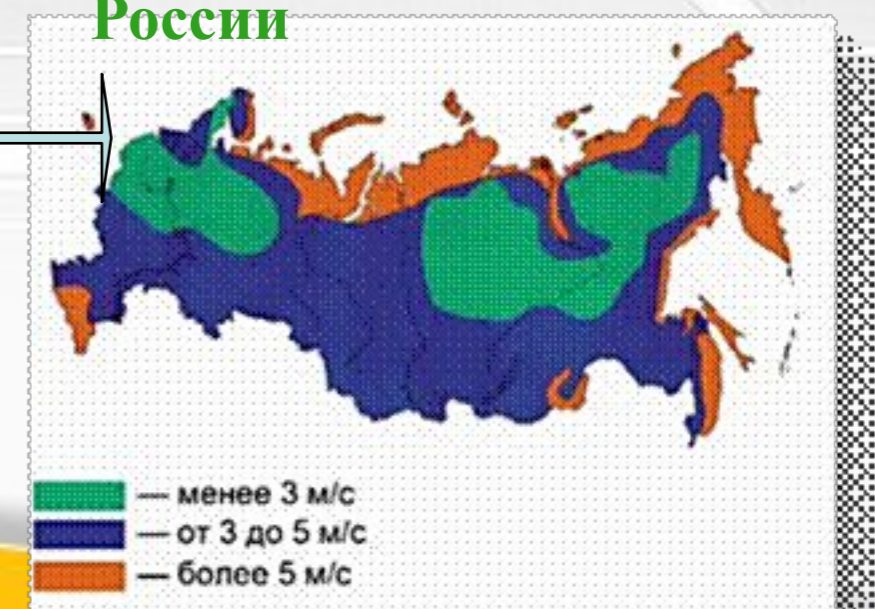 России
— менее 3 м/с
— от 3 до 5 м/с
— более 5 м/с